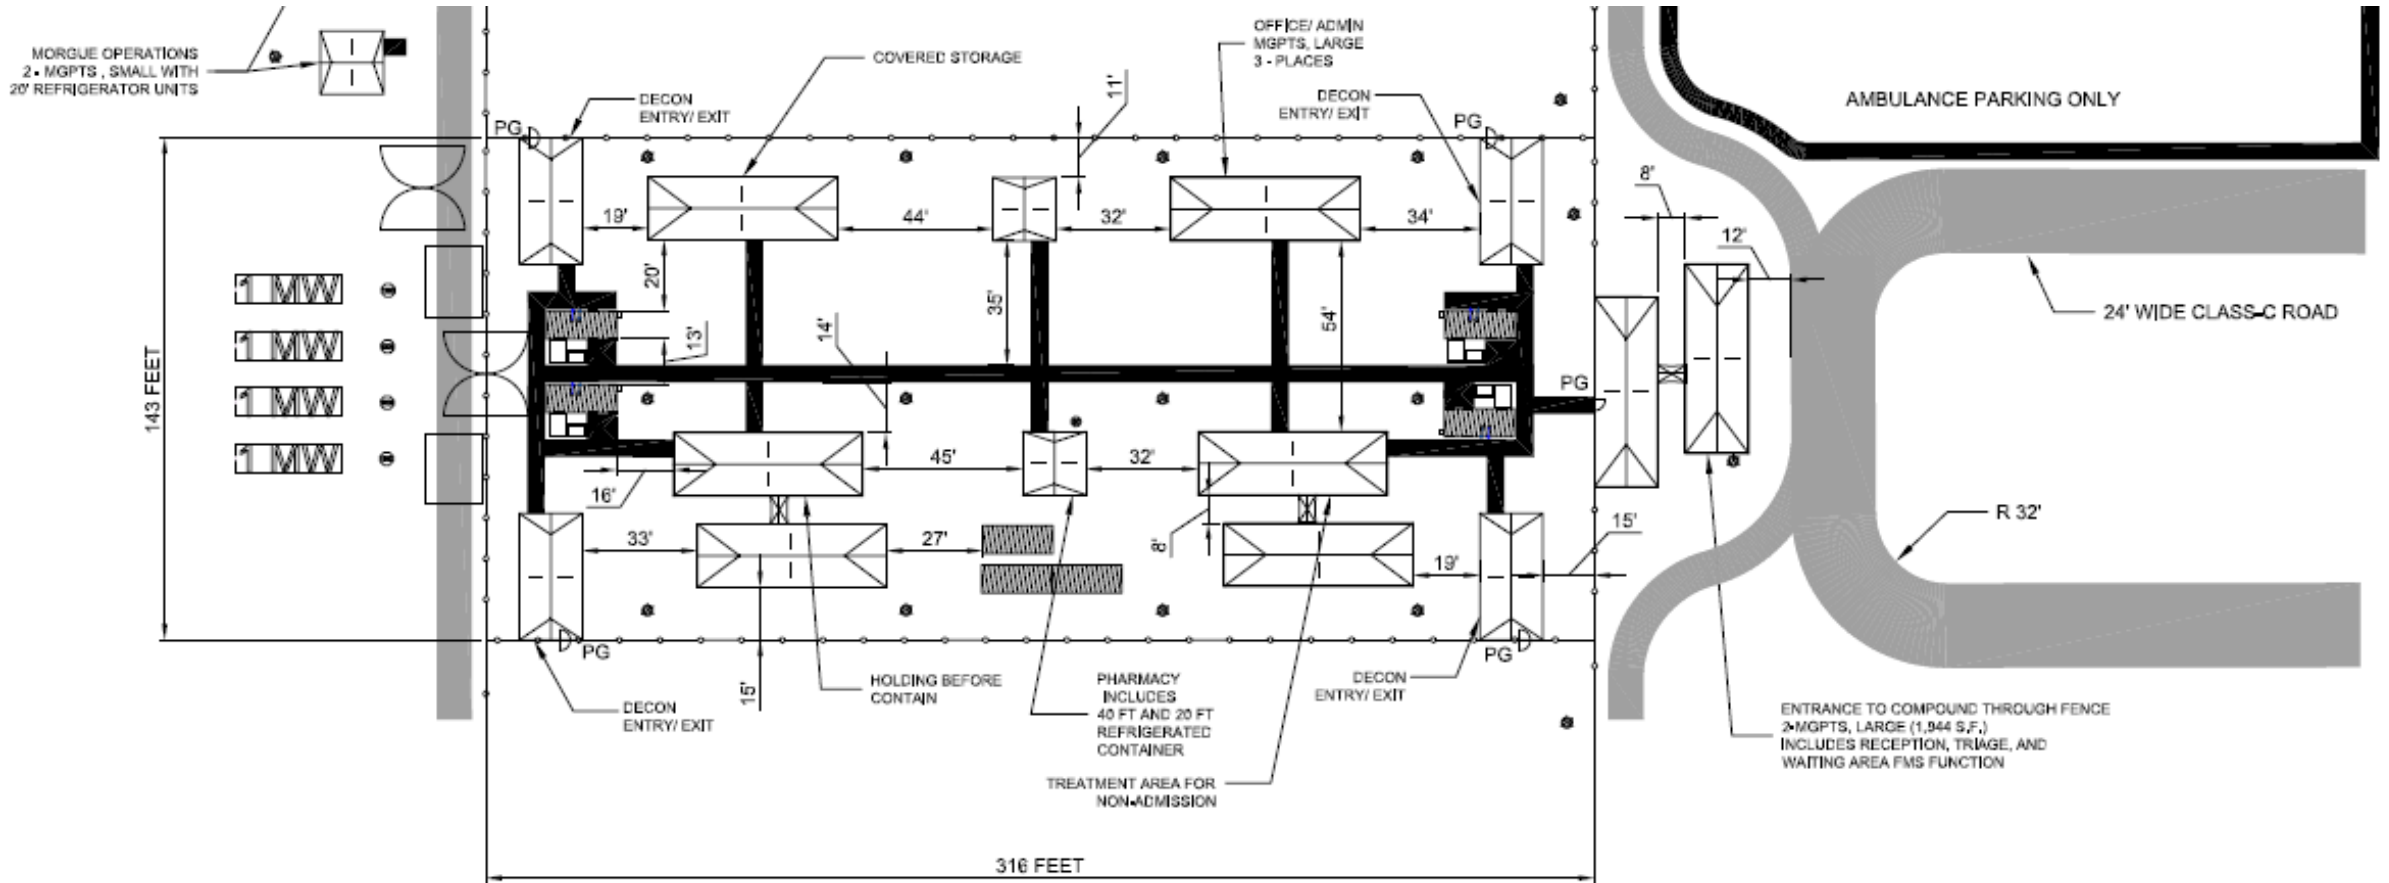 MORGUE OPERATIONS
2 - MGPTS , SMALL WITH
20' REFRIGERATOR UNITS
DECON
ENTRY/ EXIT
COVERED STORAGE
11'
OFFICE/ ADMIN
MGPTS, LARGE
3 - PLACES
DECON
ENTRY/ EXIT
AMBULANCE PARKING ONLY
PG
PG
8'
12'
19'
44'
32'
34'
24' WIDE CLASS-C ROAD
20'
35'
54'
1 MW
1 MW
1 MW
1 MW
143 FEET
13'
14'
PG
16'
45'
32'
33'
27'
8'
19'
15'
R 32'
PG
PG
15'
HOLDING BEFORE
CONTAIN
DECON
ENTRY/ EXIT
PHARMACY
INCLUDES
40 FT AND 20 FT
REFRIGERATED
CONTAINER
DECON
ENTRY/ EXIT
TREATMENT AREA FOR
NON-ADMISSION
ENTRANCE TO COMPOUND THROUGH FENCE
2-MGPTS, LARGE (1,944 S.F.)
INCLUDES RECEPTION, TRIAGE, AND
WAITING AREA FMS FUNCTION
316 FEET